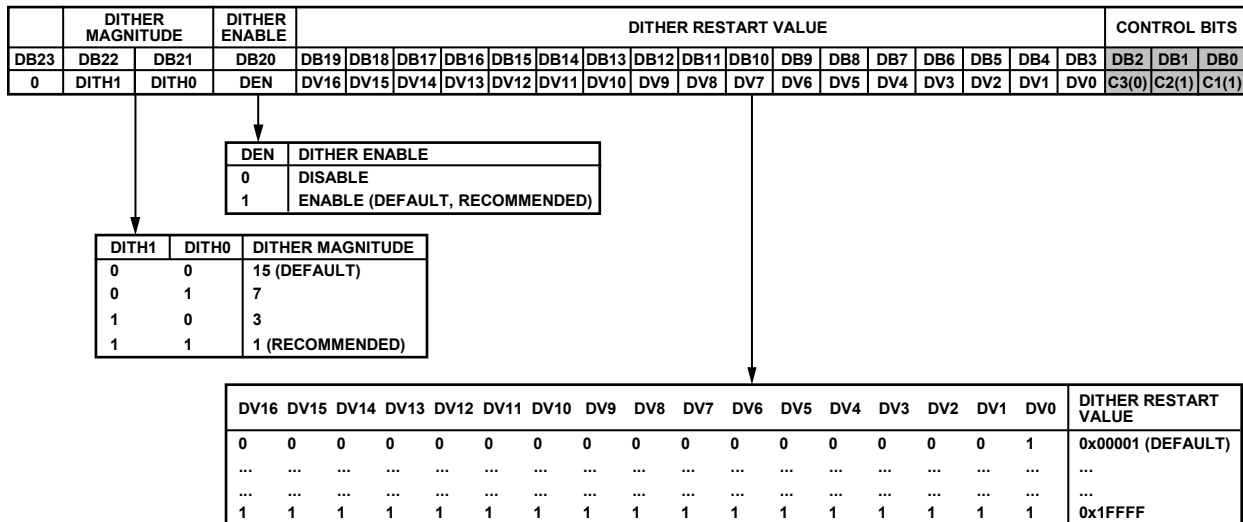 DITHER MAGNITUDE DITHER ENABLE DITHER RESTART VALUE CONTROL BITS
DB23 DB22 DB21 DB20 DB19 DB18 DB17 DB16 DB15 DB14 DB13 DB12 DB11 DB10 DB9 DB8 DB7 DB6 DB5 DB4 DB3 DB2 DB1 DB0
0 DITH1 DITH0 DEN DV16 DV15 DV14 DV13 DV12 DV11 DV10 DV9 DV8 DV7 DV6 DV5 DV4 DV3 DV2 DV1 DV0 C3(0) C2(1) C1(1)
DEN DITHER ENABLE
0 DISABLE
1 ENABLE (DEFAULT, RECOMMENDED)
DITH1 DITH0 DITHER MAGNITUDE
0 0 15 (DEFAULT)
0 1 7
1 0 3
1 1 1 (RECOMMENDED)
DV16 DV15 DV14 DV13 DV12 DV11 DV10 DV9 DV8 DV7 DV6 DV5 DV4 DV3 DV2 DV1 DV0 DITHER RESTART VALUE
0 0 0 0 0 0 0 0 0 0 0 0 0 0 0 0 1 0x00001 (DEFAULT)
... ... ... ... ... ... ... ... ... ... ... ... ... ... ... ... ... ...
... ... ... ... ... ... ... ... ... ... ... ... ... ... ... ... ... ...
1 1 1 1 1 1 1 1 1 1 1 1 1 1 1 1 1 0x1FFFF